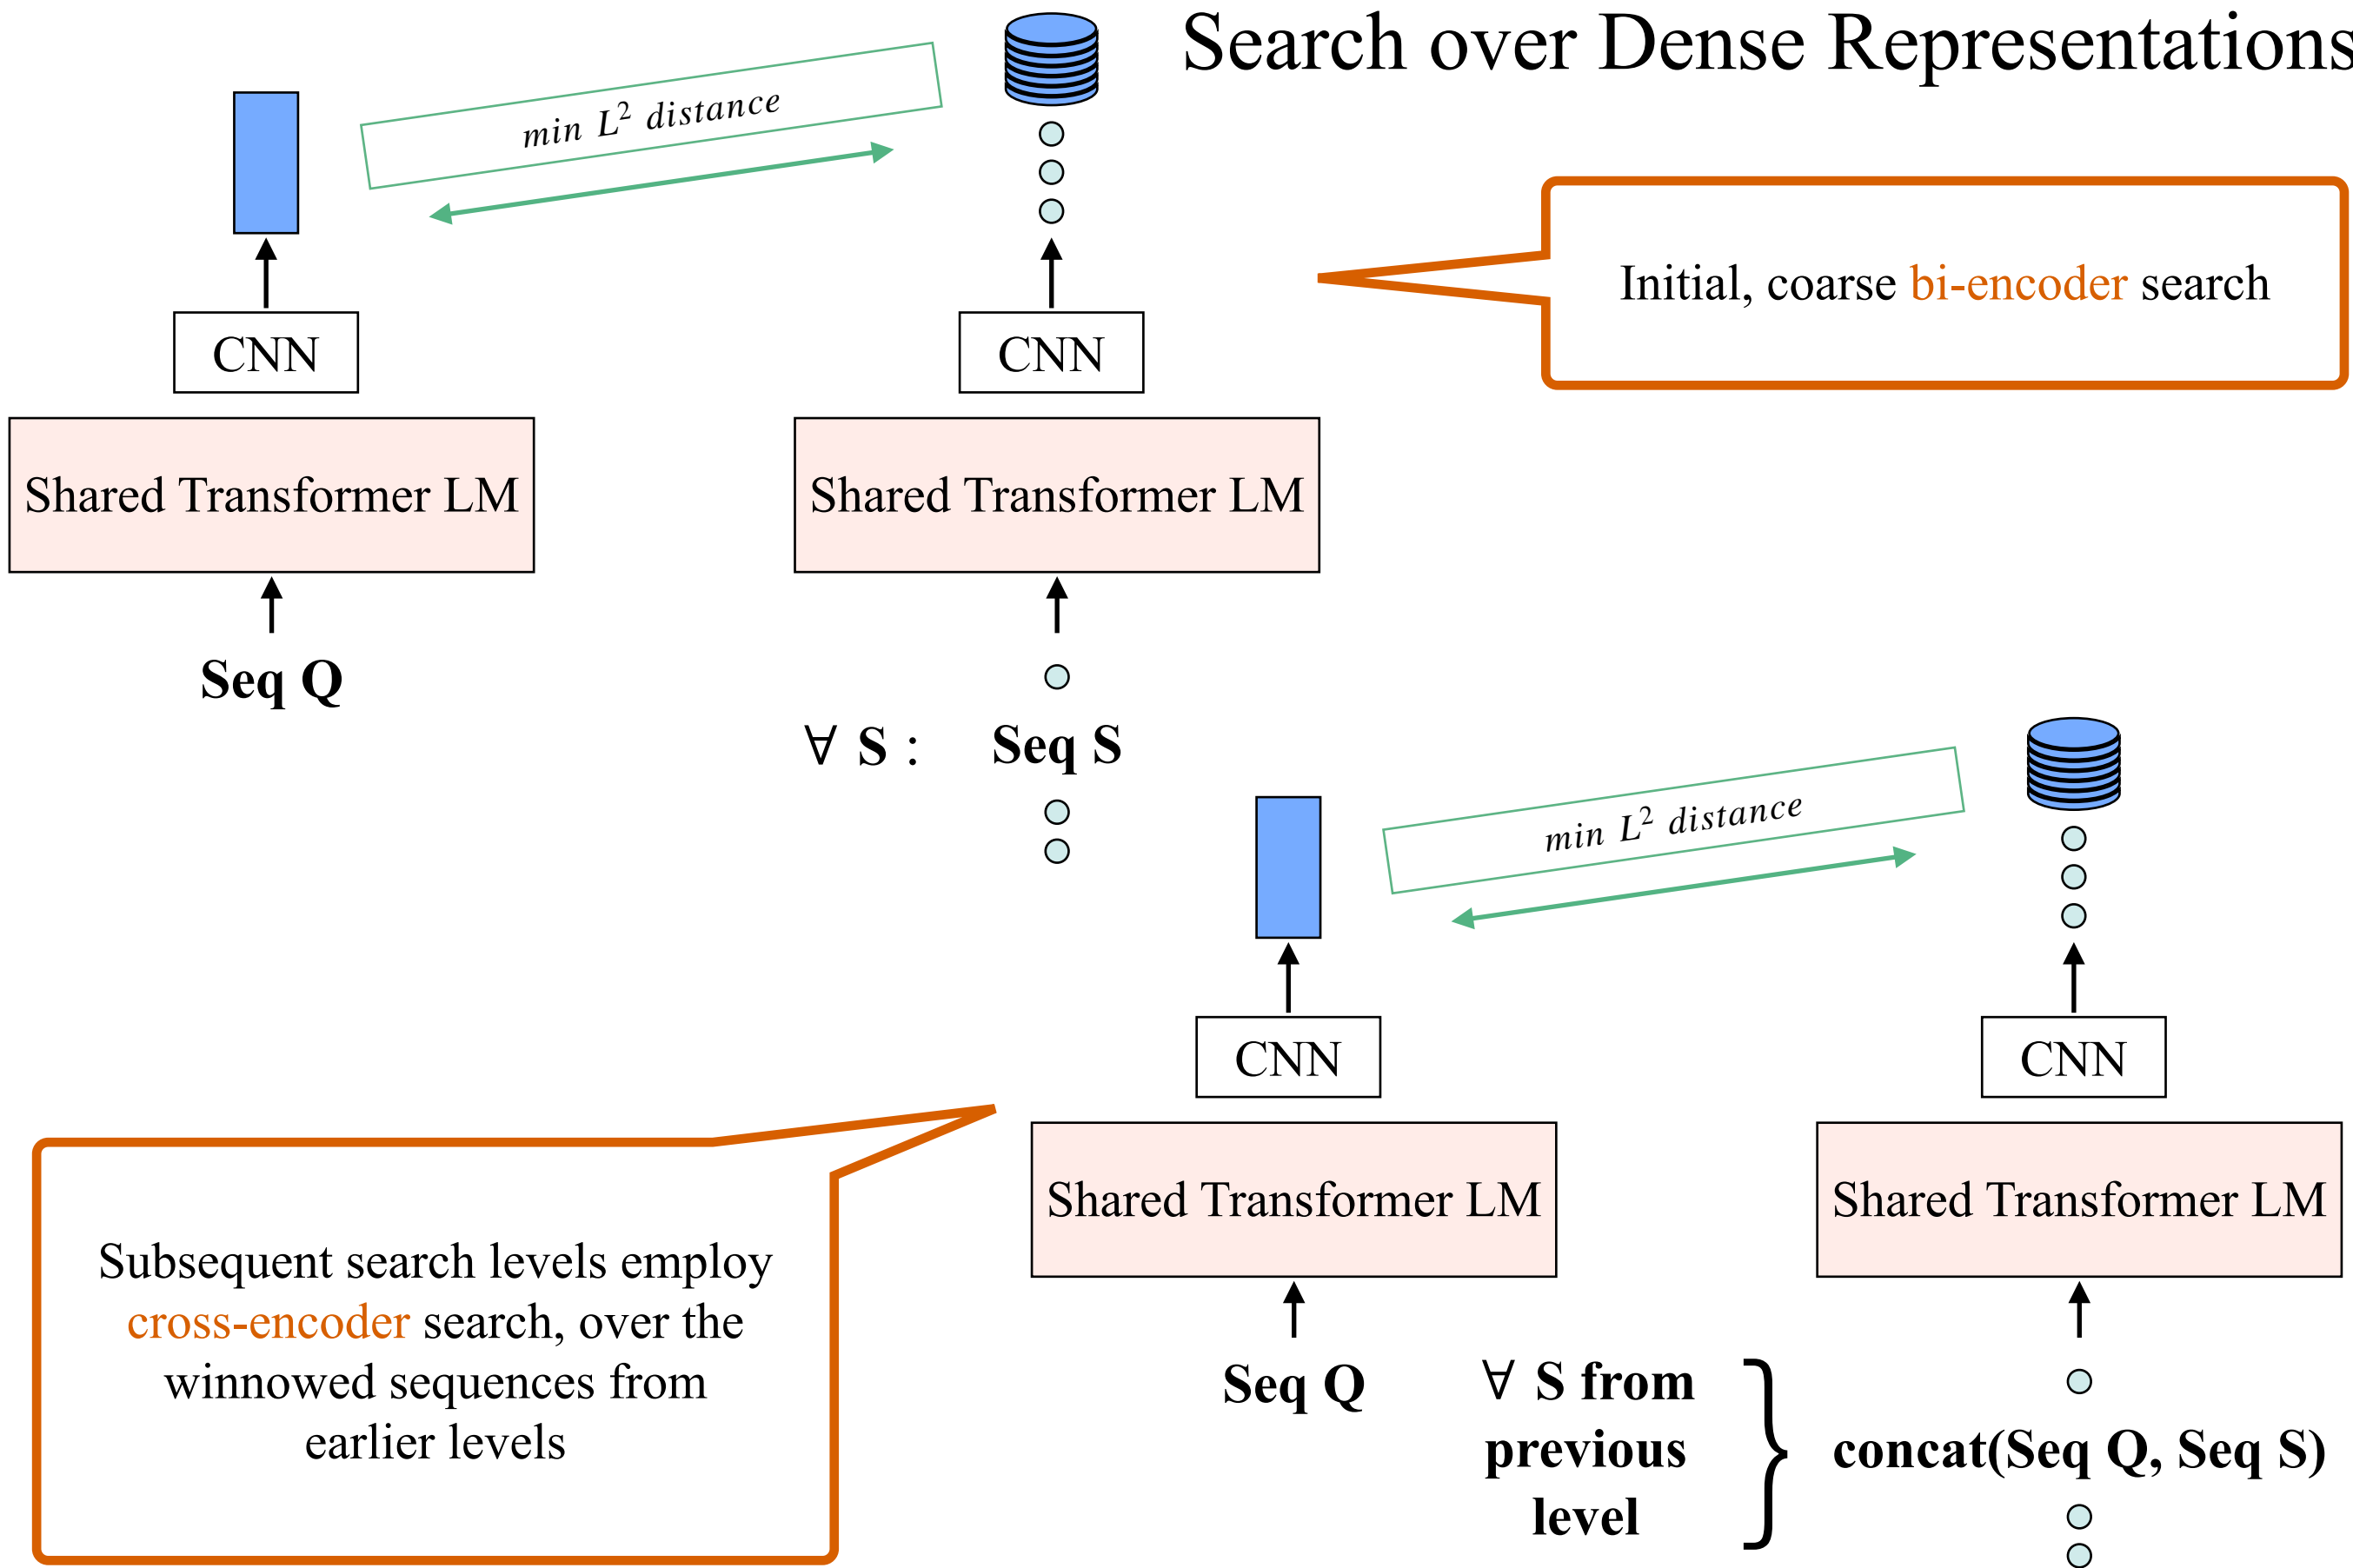 Search over Dense Representations
min L² distance
Initial, coarse bi-encoder search
CNN
CNN
Shared Transformer LM
Shared Transformer LM
Seq Q
∀ S :
Seq S
min L² distance
CNN
CNN
Shared Transformer LM
Shared Transformer LM
Subsequent search levels employ
cross-encoder search, over the
winnowed sequences from
earlier levels
Seq Q
∀ S from
previous
level
}
concat(Seq Q, Seq S)